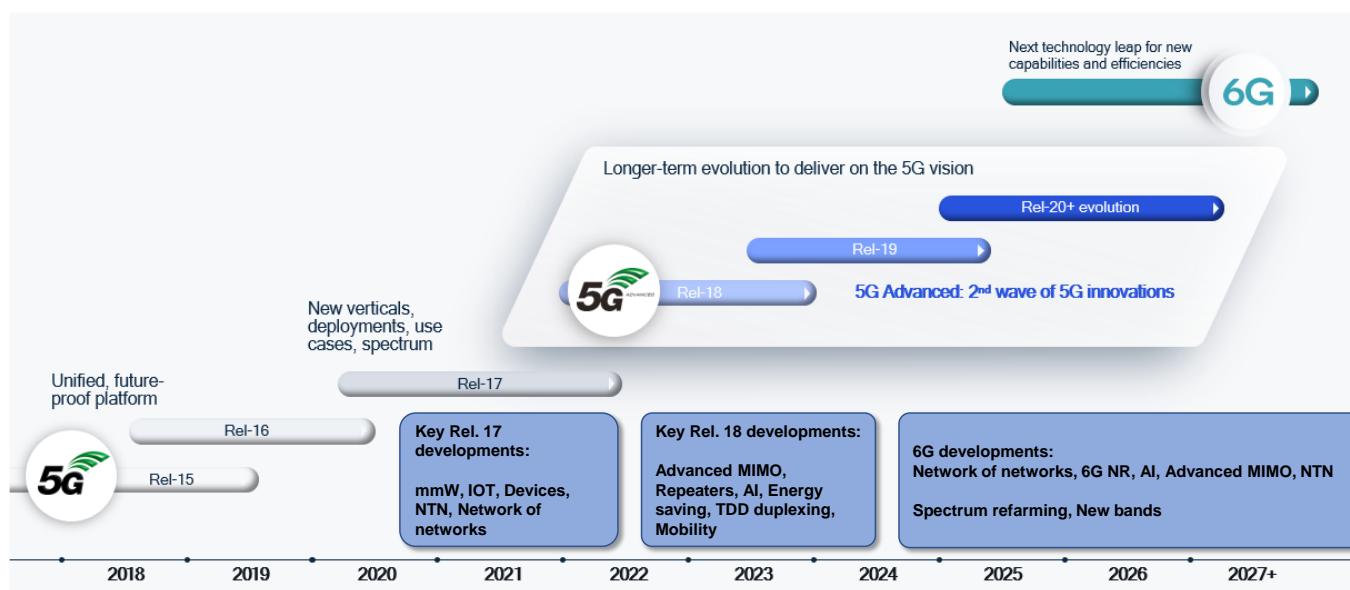 Next technology leap for new
capabilities and efficiencies
6G
Longer-term evolution to deliver on the 5G vision
Rel-20+ evolution
Rel-19
5G ADVANCED
Rel-18
5G Advanced: 2nd wave of 5G innovations
New verticals,
deployments, use
cases, spectrum
Rel-17
Unified, future-
proof platform
Rel-16
5G
Rel-15
Key Rel. 17
developments:
mmW, IOT, Devices,
NTN, Network of
networks
Key Rel. 18 developments:
Advanced MIMO,
Repeaters, AI, Energy
saving, TDD duplexing,
Mobility
6G developments:
Network of networks, 6G NR, AI, Advanced MIMO, NTN
Spectrum refarming, New bands
2018 2019 2020 2021 2022 2023 2024 2025 2026 2027+